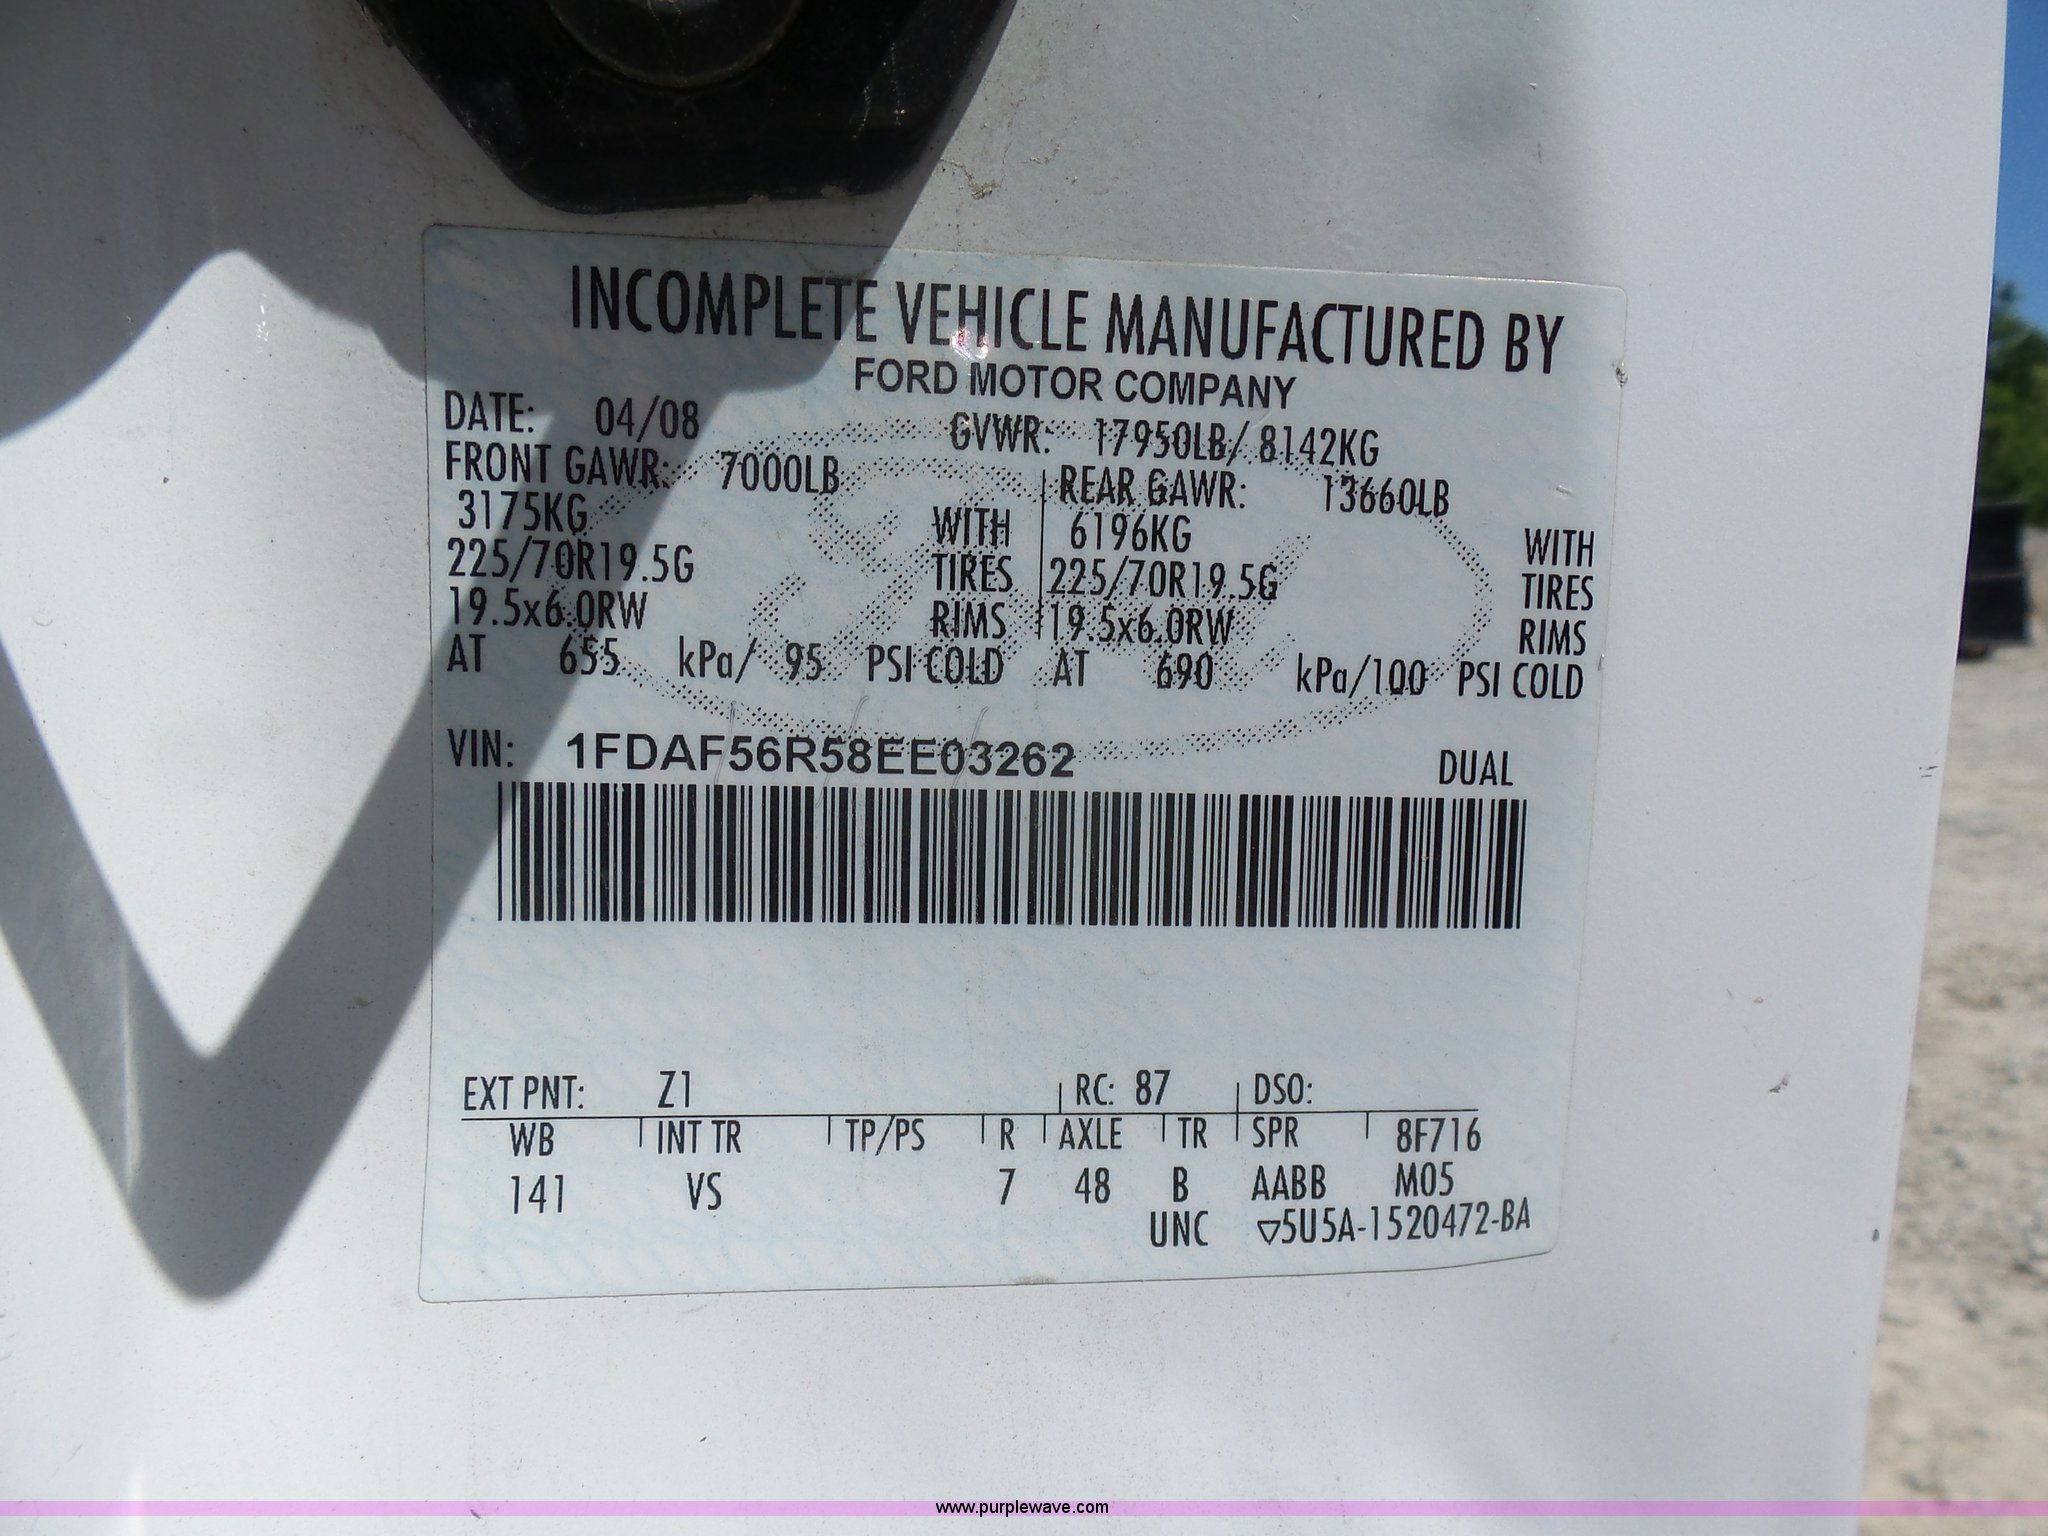 INCOMPLETE VEHICLE MANUFACTURED BY
FORD MOTOR COMPANY
DATE: 04/08 GVWR: 17950LB/ 8142KG
FRONT GAWR: 7000LB REAR GAWR: 13660LB
3175KG WITH 6196KG WITH
225/70R19.5G TIRES 225/70R19.5G TIRES
19.5x6.0RW RIMS 19.5x6.0RW RIMS
AT 655 kPa/ 95 PSI COLD AT 690 kPa/100 PSI COLD
VIN: 1FDAF56R58EE03262 DUAL
EXT PNT: Z1 RC: 87 DSO:
WB INT TR TP/PS R AXLE TR SPR 8F716
141 VS 7 48 B AABB M05
UNC ▽5U5A-1520472-BA
www.purplewave.com